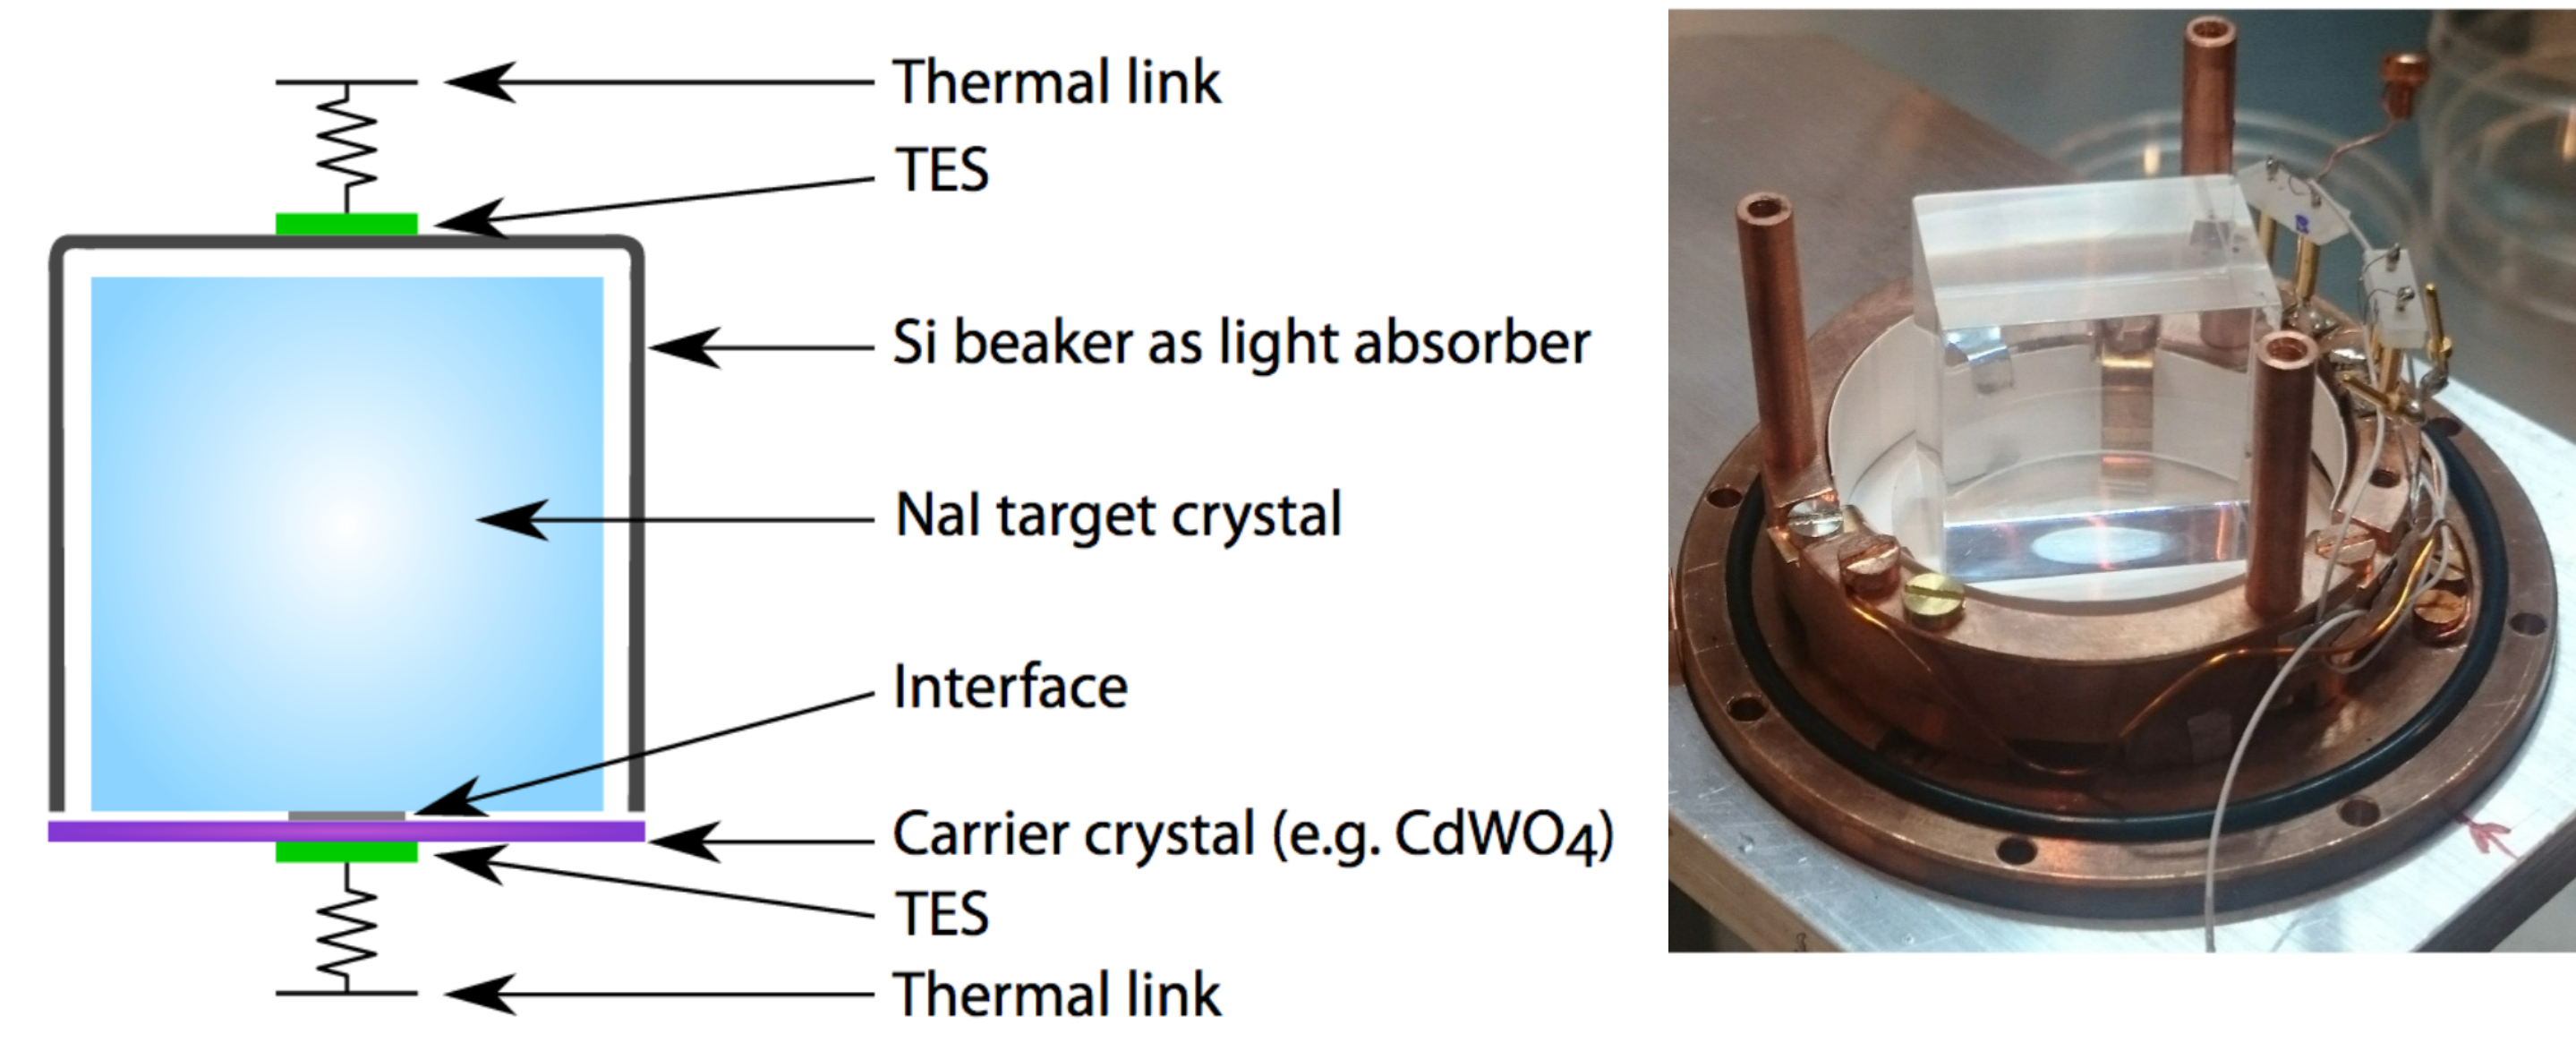 Thermal link
TES
Si beaker as light absorber
NaI target crystal
Interface
Carrier crystal (e.g. CdWO4)
TES
Thermal link